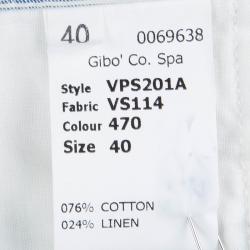 40 0069638
Gibo' Co. Spa
Style VPS201A
Fabric VS114
Colour 470
Size 40
076% COTTON
024% LINEN